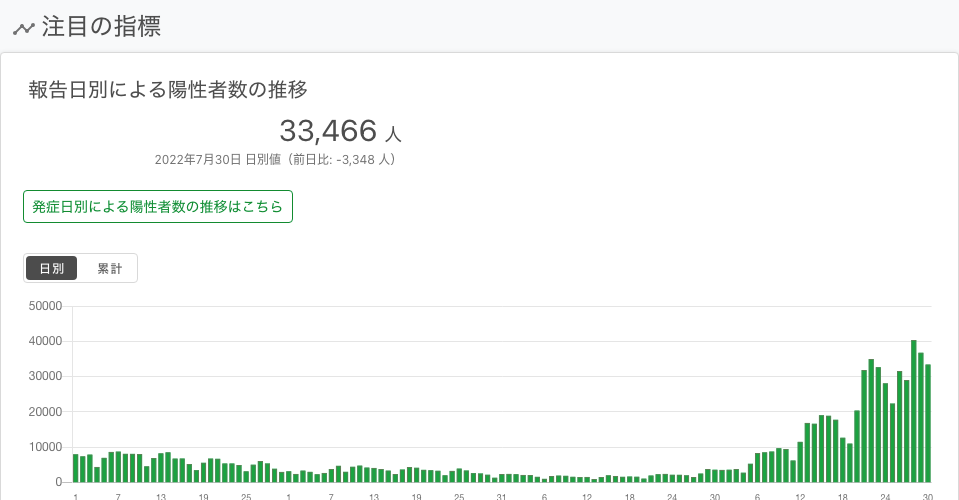 注目の指標
報告日別による陽性者数の推移
33,466 人
2022年7月30日 日別値（前日比: -3,348 人）
発症日別による陽性者数の推移はこちら
日別 累計
50000
40000
30000
20000
10000
0
1 7 13 19 25 1 7 13 19 25 31 6 12 18 24 30 6 12 18 24 30